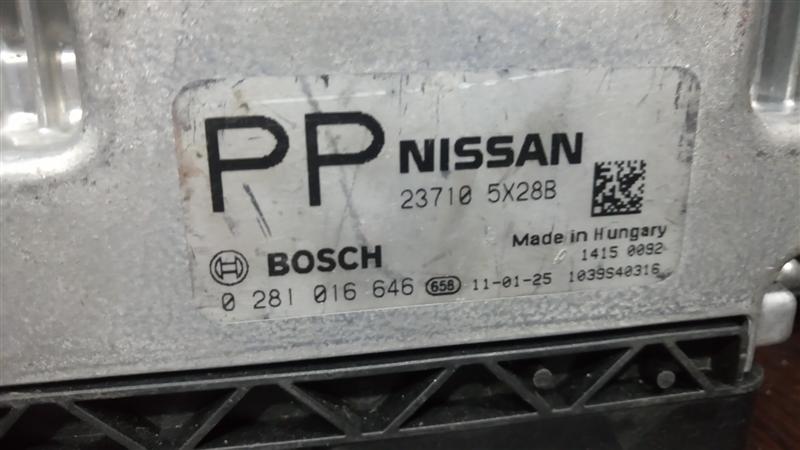 PP NISSAN
23710 5X28B
Made in Hungary
1415 0092
BOSCH
0 281 016 646 658 11-01-25 1039S40316